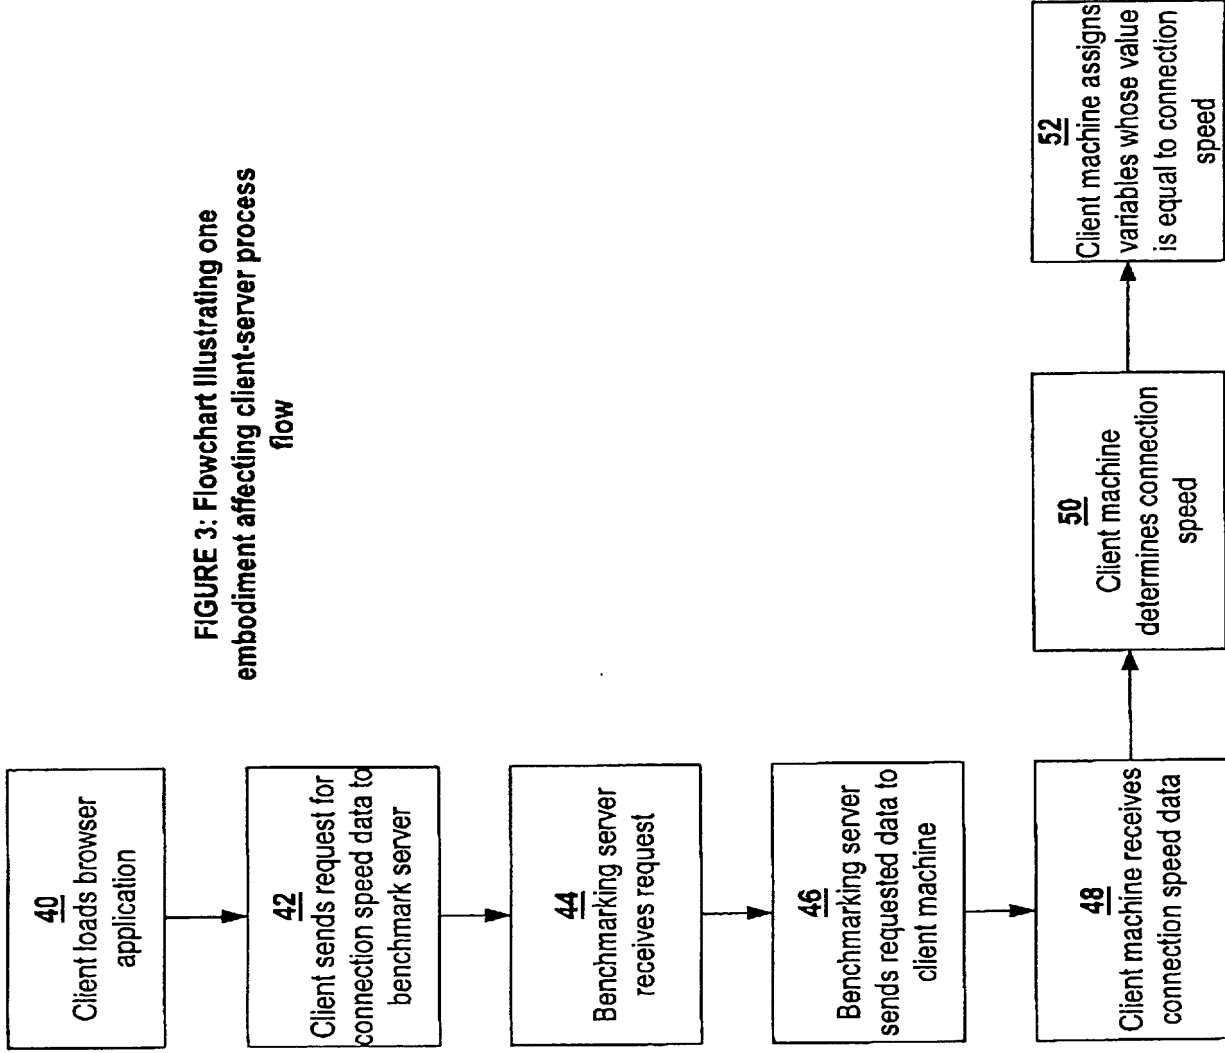 FIGURE 3: Flowchart Illustrating one
embodiment affecting client-server process
flow
40
Client loads browser
application
42
Client sends request for
connection speed data to
benchmark server
44
Benchmarking server
receives request
46
Benchmarking server
sends requested data to
client machine
48
Client machine receives
connection speed data
50
Client machine
determines connection
speed
52
Client machine assigns
variables whose value
is equal to connection
speed